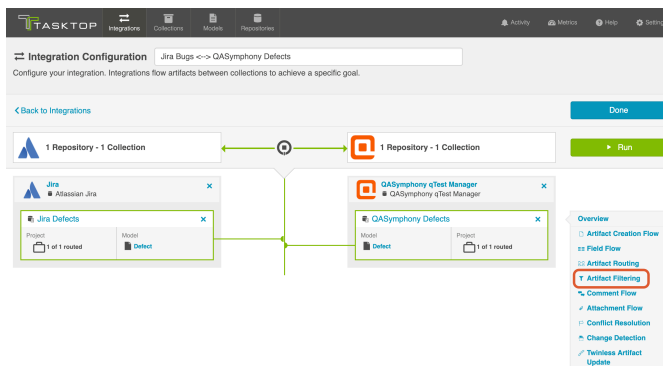 TASKTOP
Integrations
Collections
Models
Repositories
Activity
Metrics
Help
Integration Configuration
Jira Bugs <--> QASymphony Defects
Configure your integration. Integrations flow artifacts between collections to achieve a specific goal.
Back to Integrations
Done
1 Repository - 1 Collection
1 Repository - 1 Collection
Run
Jira
Atlassian Jira
Jira Defects
Project
1 of 1 routed
Model
Defect
QASymphony qTest Manager
QASymphony qTest Manager
QASymphony Defects
Model
Defect
Project
1 of 1 routed
Overview
Artifact Creation Flow
Field Flow
Artifact Routing
Artifact Filtering
Comment Flow
Attachment Flow
Conflict Resolution
Change Detection
Twinless Artifact
Update